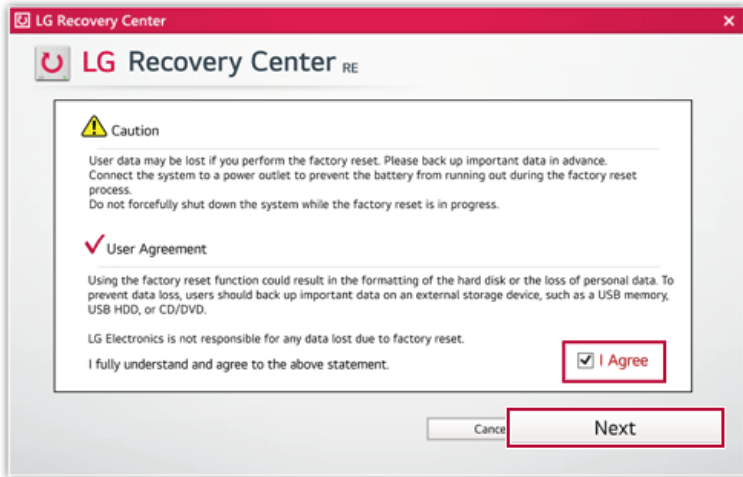 LG Recovery Center
LG Recovery Center RE
Caution
User data may be lost if you perform the factory reset. Please back up important data in advance.
Connect the system to a power outlet to prevent the battery from running out during the factory reset
process.
Do not forcefully shut down the system while the factory reset is in progress.
User Agreement
Using the factory reset function could result in the formatting of the hard disk or the loss of personal data. To
prevent data loss, users should back up important data on an external storage device, such as a USB memory,
USB HDD, or CD/DVD.
LG Electronics is not responsible for any data lost due to factory reset.
I fully understand and agree to the above statement.
I Agree
Cance
Next